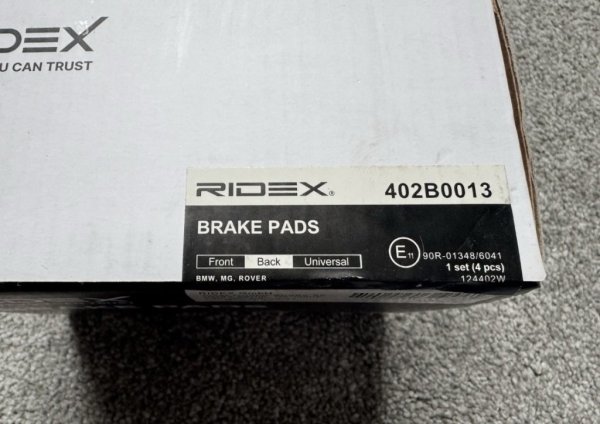 DEX
U CAN TRUST
RIDEX® 402B0013
BRAKE PADS
Front Back Universal
E11 90R-01348/6041
1 set (4 pcs)
BMW, MG, ROVER
124402W